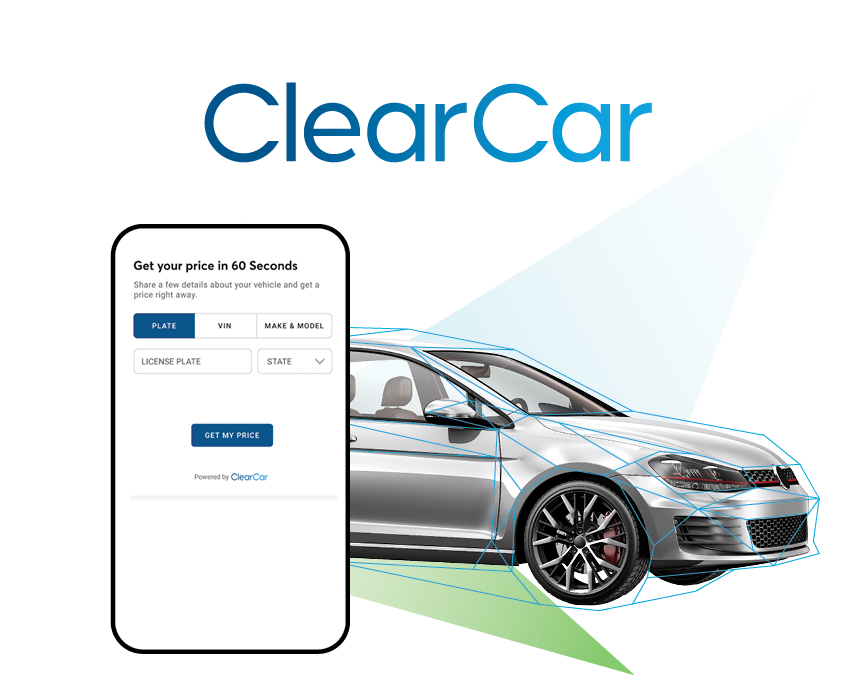 ClearCar
Get your price in 60 Seconds
Share a few details about your vehicle and get a
price right away.
PLATE VIN MAKE & MODEL
LICENSE PLATE STATE
GET MY PRICE
Powered by ClearCar